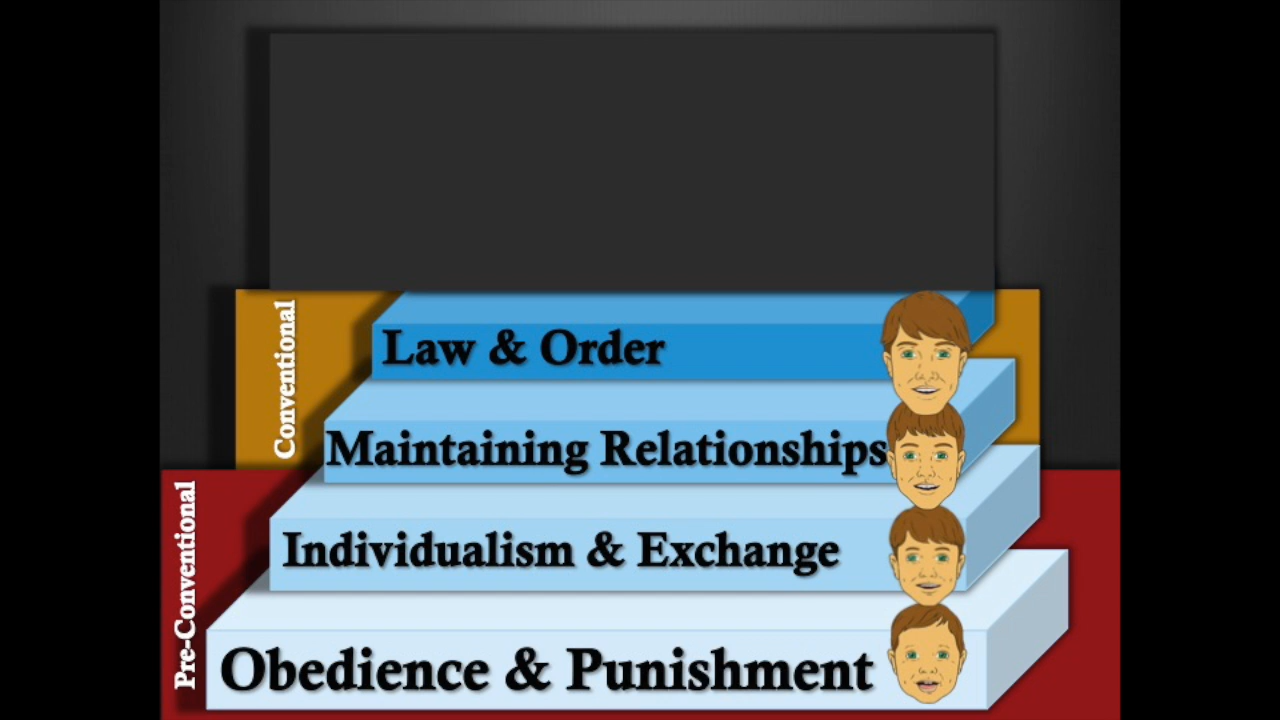 Conventional
Law & Order
Maintaining Relationships
Pre-Conventional
Individualism & Exchange
Obedience & Punishment